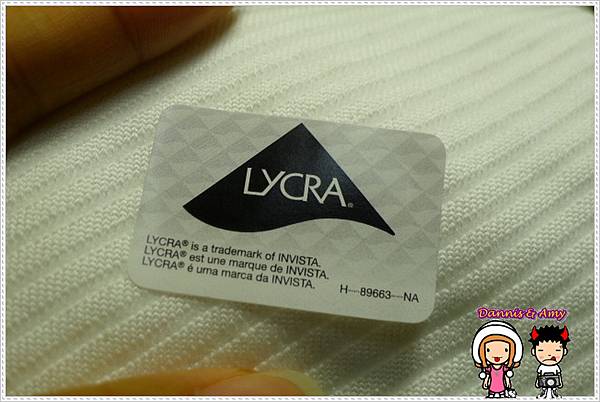 LYCRA®
LYCRA® is a trademark of INVISTA.
LYCRA® est une marque de INVISTA.
LYCRA® é uma marca da INVISTA.
H----89663----NA
Dannis & Amy